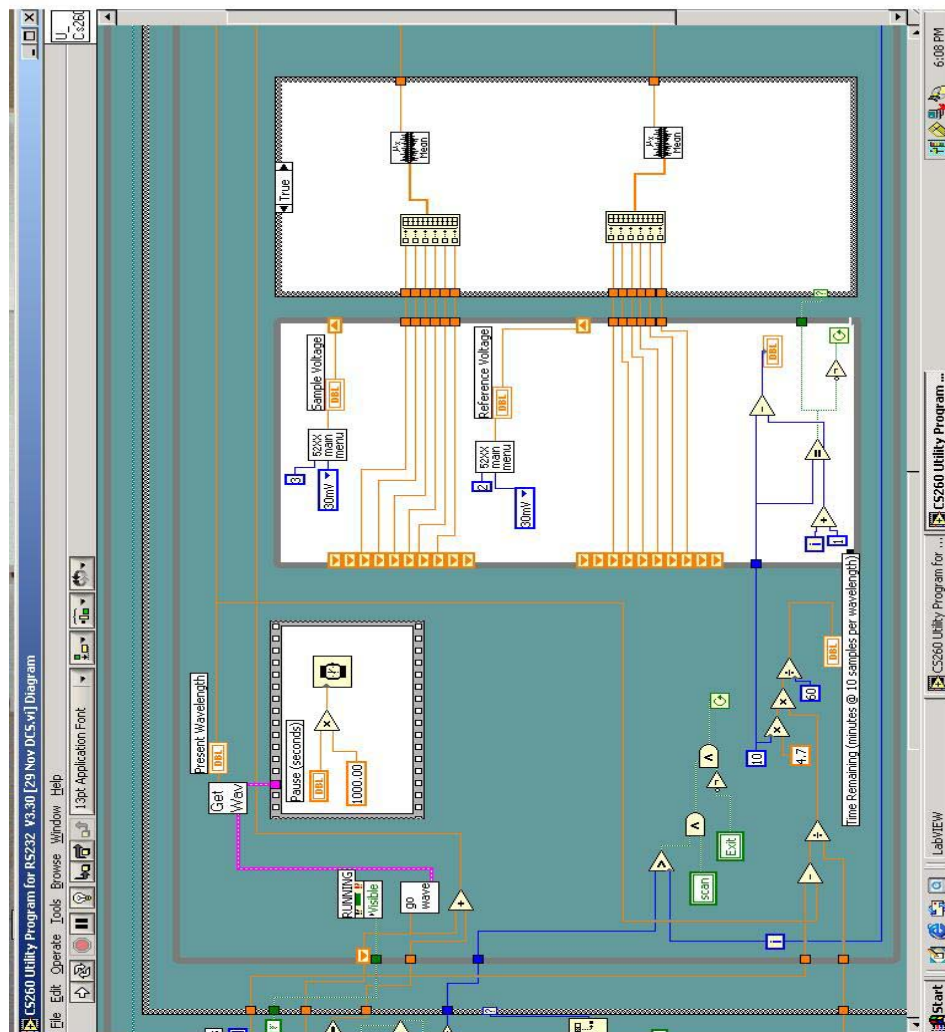 CS260 Utility Program for RS232 V3.30 [29 Nov DCS.vi] Diagram
File Edit Operate Tools Browse Window Help
13pt Application Font
U_
Cs260
Present Wavelength
DBL
Get
Wav
RUNNING
Visible
go
wave
Pause (seconds)
DBL
1000.00
scan
Exit
i
10
4.7
60
DBL
Time Remaining (minutes @ 10 samples per wavelength)
Sample Voltage
3
52XX
main
menu
DBL
30mV
Reference Voltage
2
52XX
main
menu
DBL
30mV
DBL
i
1
True
Mean
Mean
?
Start
LabVIEW
CS260 Utility Program for ...
CS260 Utility Program ...
6:08 PM